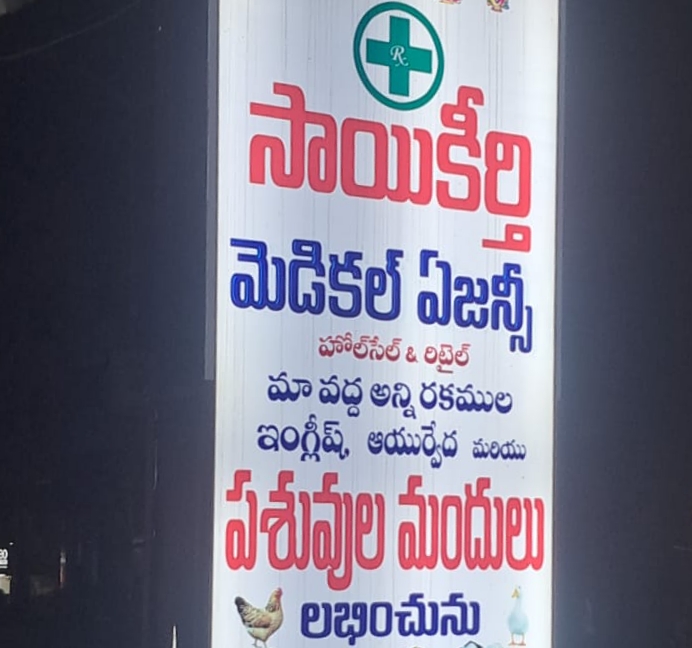 Rx
సాయికీర్తి
మెడికల్ ఏజన్సీ
హోల్‌సేల్ & రిటైల్
మా వద్ద అన్ని రకముల
ఇంగ్లీష్, ఆయుర్వేద మరియు
పశువుల మందులు
లభించును